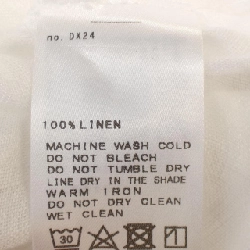 no. DK24
100% LINEN
MACHINE WASH COLD
DO NOT BLEACH
DO NOT TUMBLE DRY
LINE DRY IN THE SHADE
WARM IRON
DO NOT DRY CLEAN
WET CLEAN
30